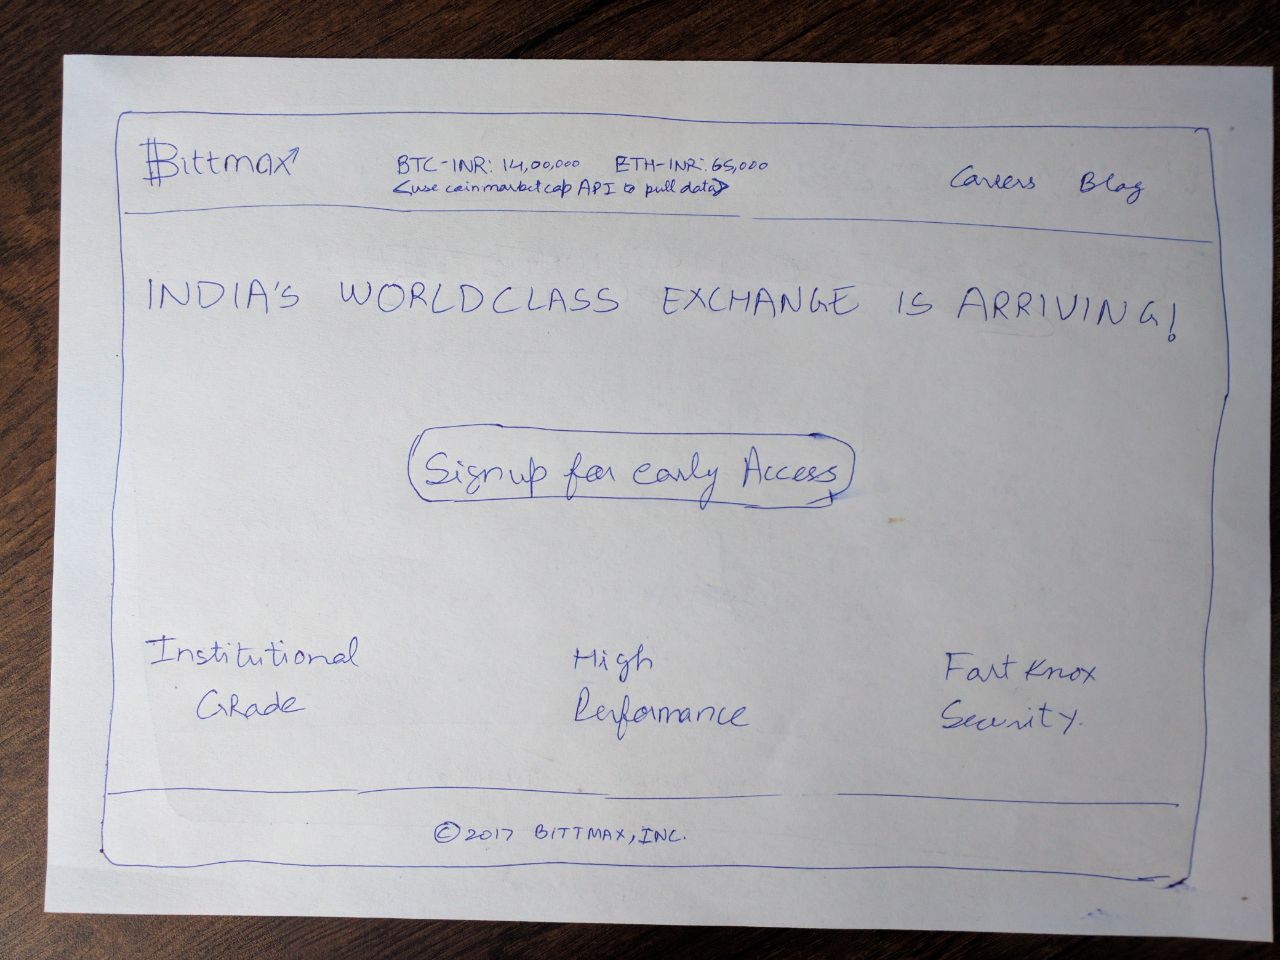 Bittmax
BTC-INR: 14,00,000 ETH-INR: 65,000
<use coinmarketcap API to pull data>
Careers Blog
INDIA'S WORLDCLASS EXCHANGE IS ARRIVING!
Signup for early Access
Institutional
Grade
High
Performance
Fort Knox
Security.
© 2017 BITTMAX, INC.